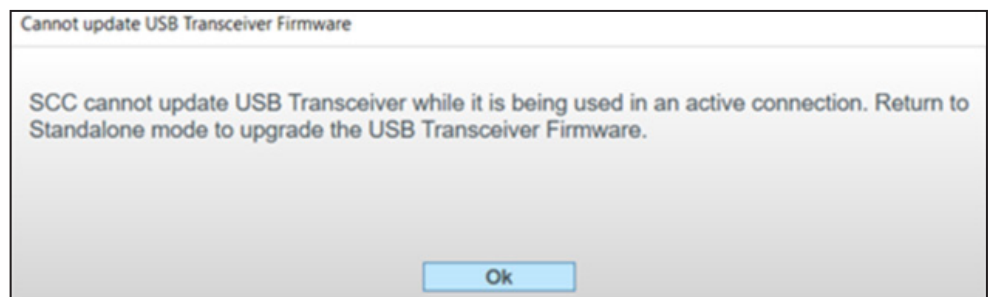 Cannot update USB Transceiver Firmware
SCC cannot update USB Transceiver while it is being used in an active connection. Return to
Standalone mode to upgrade the USB Transceiver Firmware.
Ok